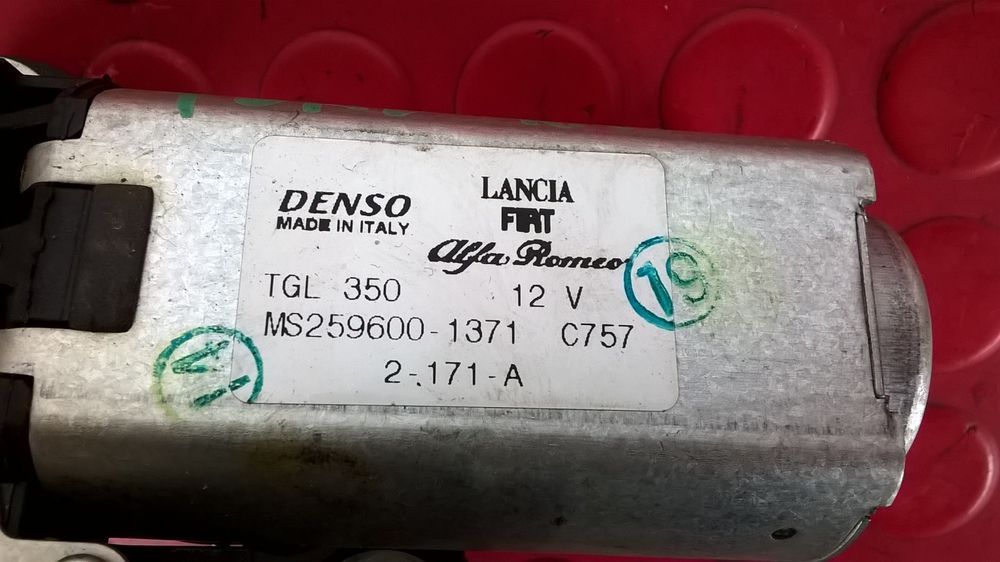 DENSO
MADE IN ITALY
LANCIA
FIAT
Alfa Romeo
TGL 350 12 V
MS259600-1371 C757
2-171-A
19